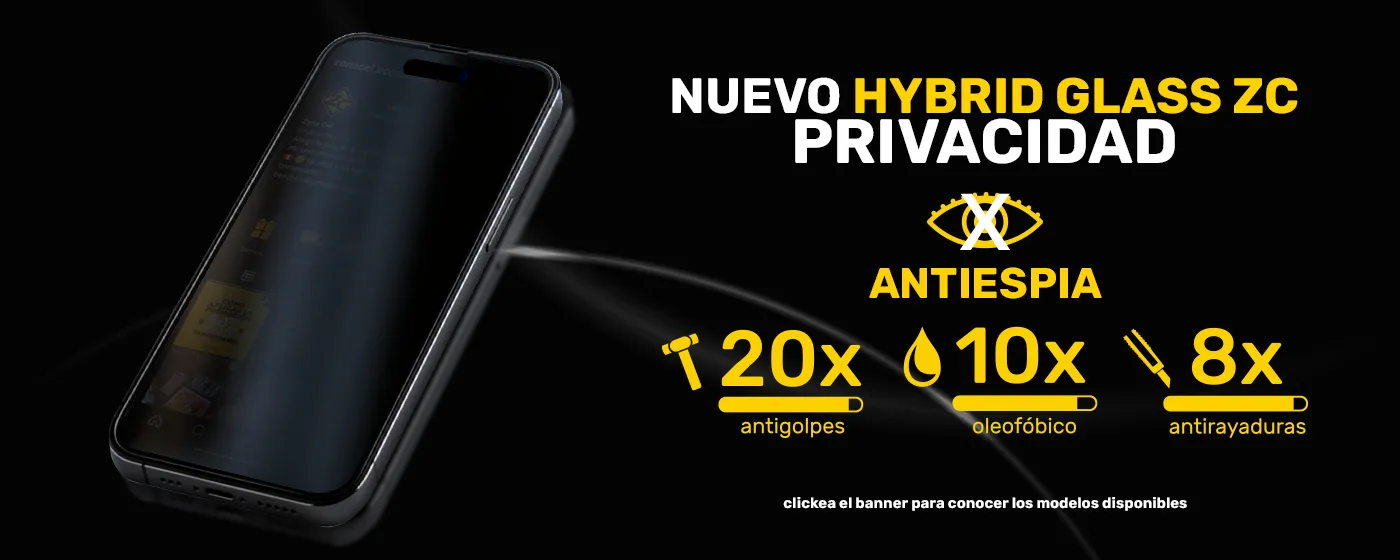 NUEVO HYBRID GLASS ZC
PRIVACIDAD
X
ANTIESPIA
20x
antigolpes
10x
oleofóbico
8x
antirayaduras
clickea el banner para conocer los modelos disponibles